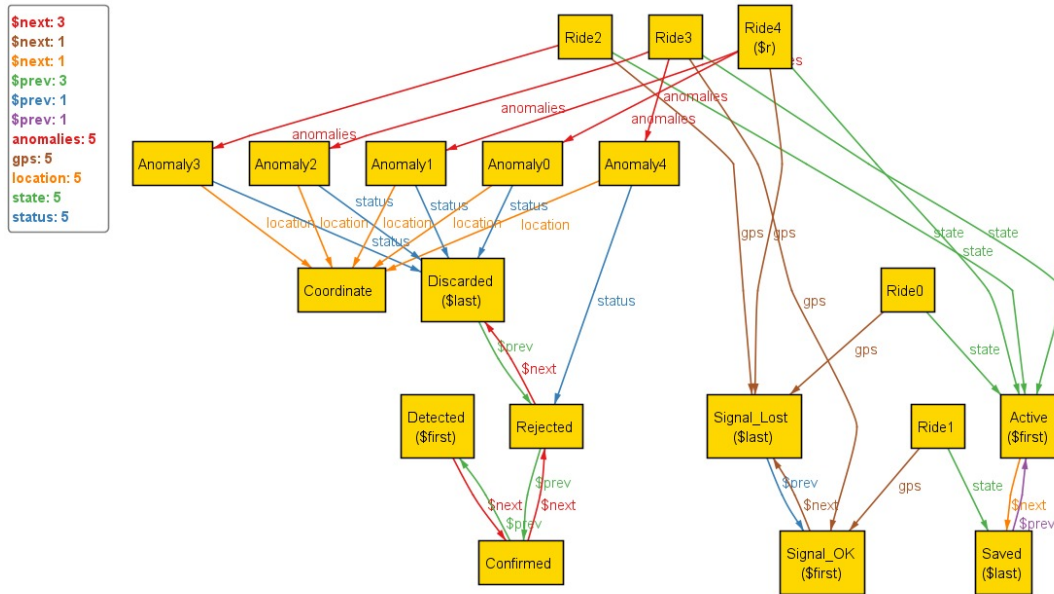 $next: 3
$next: 1
$next: 1
$prev: 3
$prev: 1
$prev: 1
anomalies: 5
gps: 5
location: 5
state: 5
status: 5
Ride2
Ride3
Ride4
($r)
es
anomalies
anomalies
anomalies
anomalies
Anomaly3
Anomaly2
Anomaly1
Anomaly0
Anomaly4
status
status
location
location
location
location
status
gps
gps
state
state
state
Coordinate
Discarded
($last)
Ride0
status
gps
$prev
gps
state
$next
Detected
($first)
Rejected
Signal_Lost
($last)
Ride1
Active
($first)
gps
$prev
$prev
state
$next
$next
$next
$next
$prev
$prev
Confirmed
Signal_OK
($first)
Saved
($last)